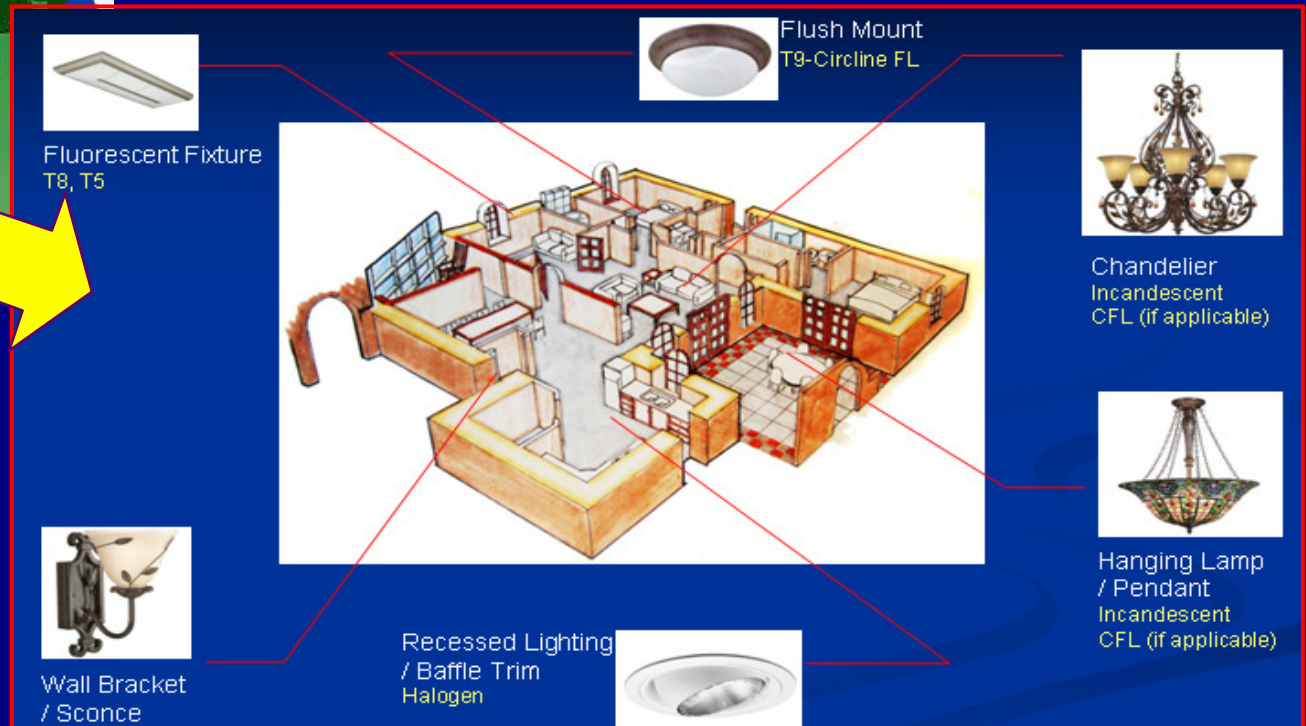 Flush Mount
T9-Circline FL
Fluorescent Fixture
T8, T5
Chandelier
Incandescent
CFL (if applicable)
Hanging Lamp
/ Pendant
Incandescent
CFL (if applicable)
Recessed Lighting
/ Baffle Trim
Halogen
Wall Bracket
/ Sconce